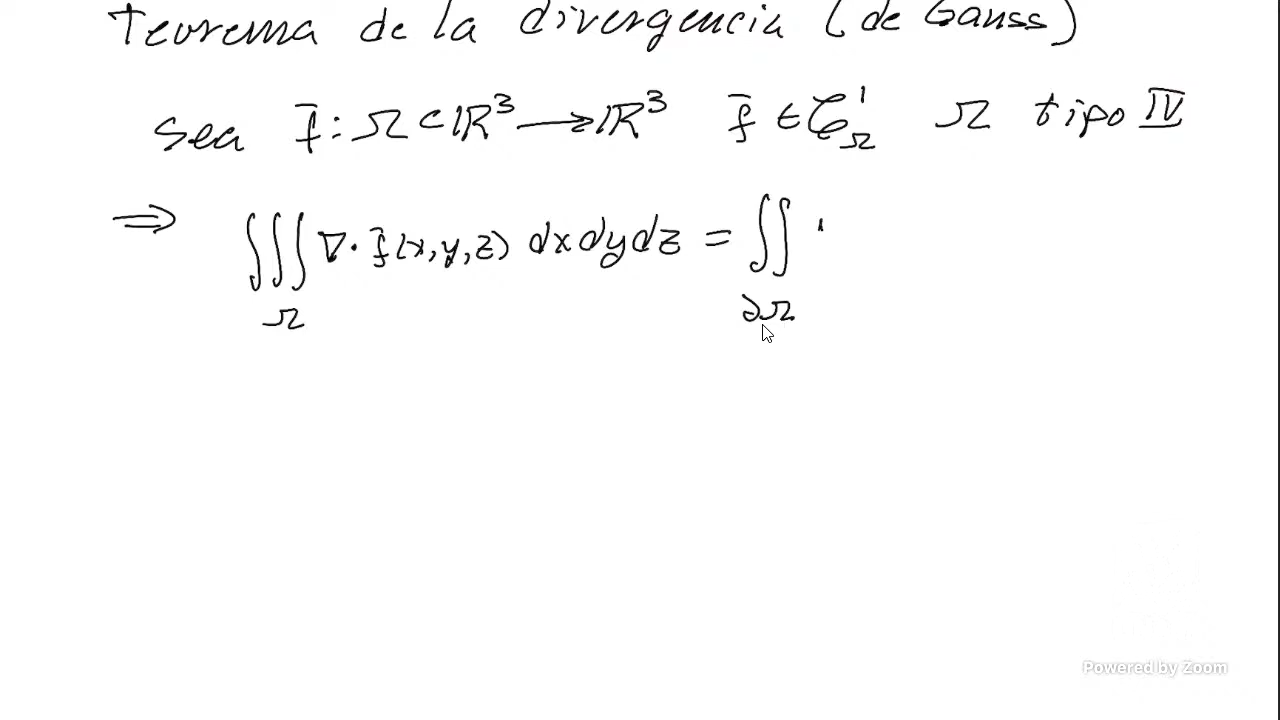 Teorema de la divergencia (de Gauss)
Sea f̄: Ω ⊂ ℝ³ → ℝ³ f̄ ∈ 𝒞¹_Ω Ω tipo IV
⇒ ∭_Ω ∇· f̄(x,y,z) dxdydz = ∬_∂Ω
Powered by Zoom